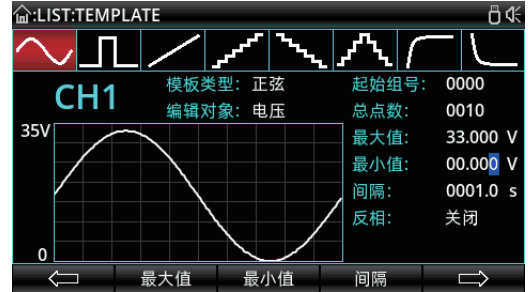 :LIST:TEMPLATE
CH1
模板类型: 正弦
编辑对象: 电压
起始组号: 0000
总点数: 0010
最大值: 33.000 V
最小值: 00.000 V
间隔: 0001.0 s
反相: 关闭
35V
0
最大值 最小值 间隔